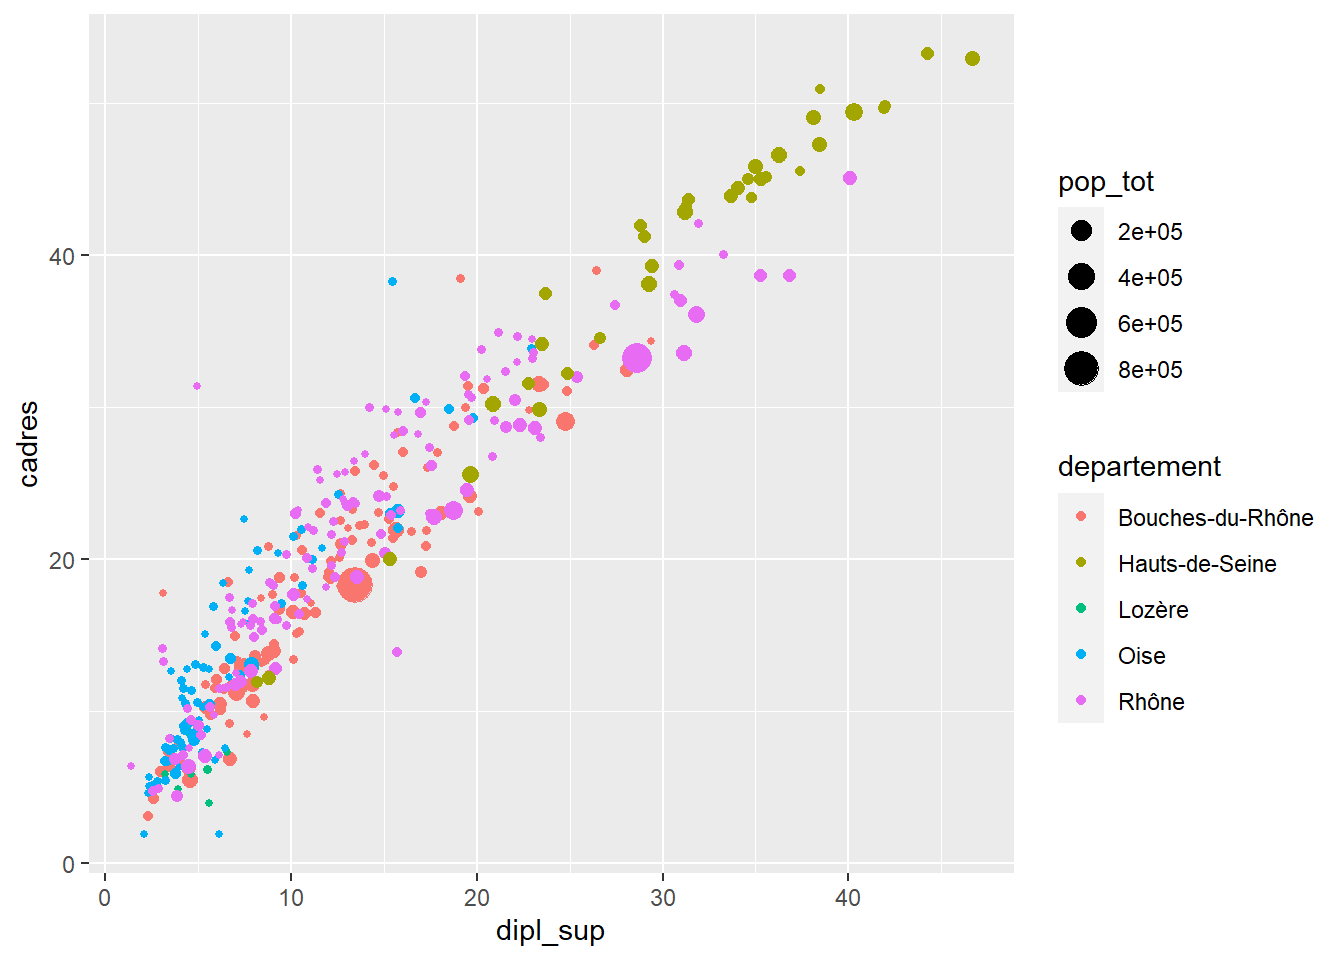 cadres
40
20
0
0 10 20 30 40
dipl_sup
pop_tot
2e+05
4e+05
6e+05
8e+05
departement
Bouches-du-Rhône
Hauts-de-Seine
Lozère
Oise
Rhône